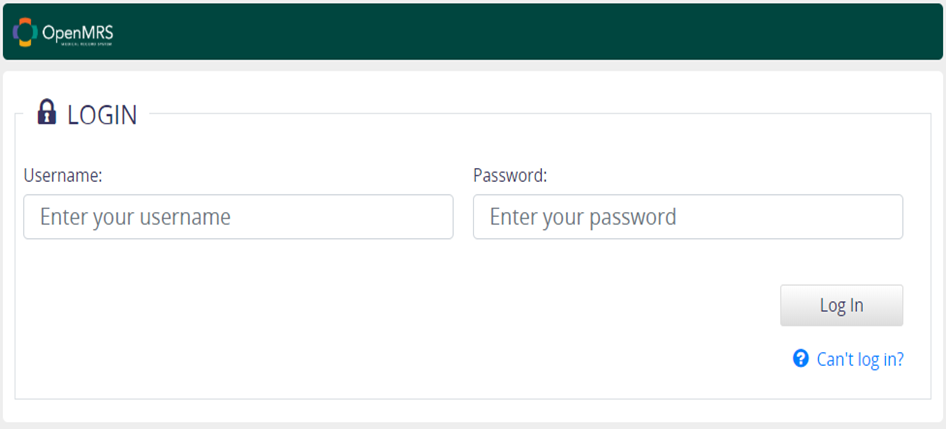 OpenMRS
MEDICAL RECORD SYSTEM
LOGIN
Username:
Password:
Enter your username
Enter your password
Log In
Can't log in?